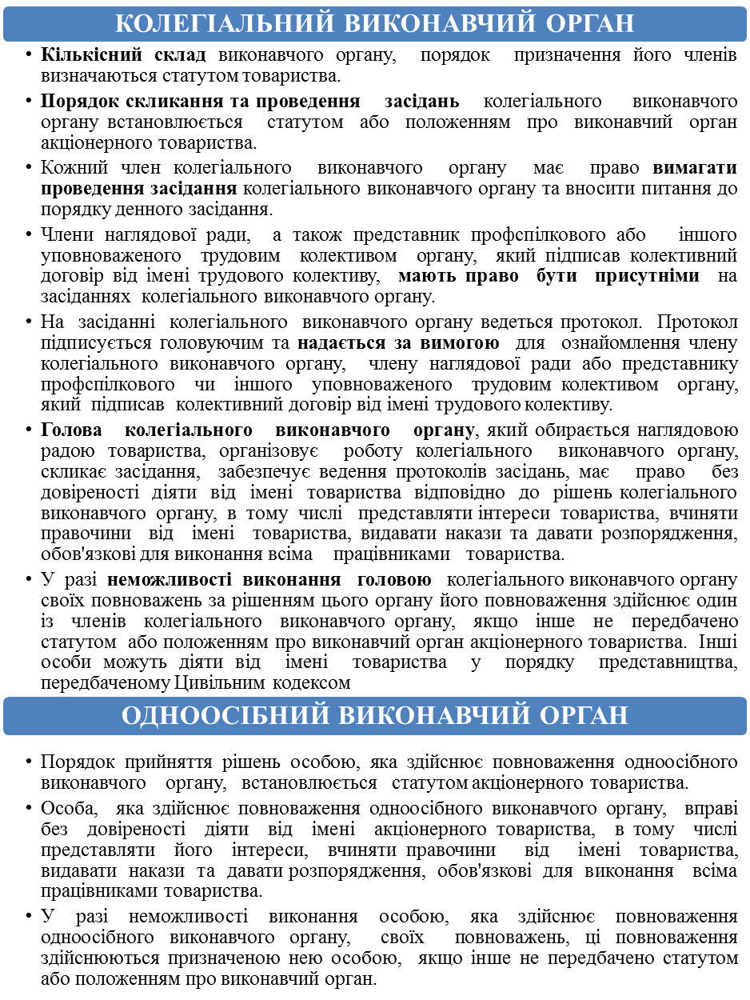 КОЛЕГІАЛЬНИЙ ВИКОНАВЧИЙ ОРГАН
• Кількісний склад виконавчого органу, порядок призначення його членів
визначаються статутом товариства.
• Порядок скликання та проведення засідань колегіального виконавчого
органу встановлюється статутом або положенням про виконавчий орган
акціонерного товариства.
• Кожний член колегіального виконавчого органу має право вимагати
проведення засідання колегіального виконавчого органу та вносити питання до
порядку денного засідання.
• Члени наглядової ради, а також представник профспілкового або іншого
уповноваженого трудовим колективом органу, який підписав колективний
договір від імені трудового колективу, мають право бути присутніми на
засіданнях колегіального виконавчого органу.
• На засіданні колегіального виконавчого органу ведеться протокол. Протокол
підписується головуючим та надається за вимогою для ознайомлення члену
колегіального виконавчого органу, члену наглядової ради або представнику
профспілкового чи іншого уповноваженого трудовим колективом органу,
який підписав колективний договір від імені трудового колективу.
• Голова колегіального виконавчого органу, який обирається наглядовою
радою товариства, організовує роботу колегіального виконавчого органу,
скликає засідання, забезпечує ведення протоколів засідань, має право без
довіреності діяти від імені товариства відповідно до рішень колегіального
виконавчого органу, в тому числі представляти інтереси товариства, вчиняти
правочини від імені товариства, видавати накази та давати розпорядження,
обов'язкові для виконання всіма працівниками товариства.
• У разі неможливості виконання головою колегіального виконавчого органу
своїх повноважень за рішенням цього органу його повноваження здійснює один
із членів колегіального виконавчого органу, якщо інше не передбачено
статутом або положенням про виконавчий орган акціонерного товариства. Інші
особи можуть діяти від імені товариства у порядку представництва,
передбаченому Цивільним кодексом
ОДНООСІБНИЙ ВИКОНАВЧИЙ ОРГАН
• Порядок прийняття рішень особою, яка здійснює повноваження одноосібного
виконавчого органу, встановлюється статутом акціонерного товариства.
• Особа, яка здійснює повноваження одноосібного виконавчого органу, вправі
без довіреності діяти від імені акціонерного товариства, в тому числі
представляти його інтереси, вчиняти правочини від імені товариства,
видавати накази та давати розпорядження, обов'язкові для виконання всіма
працівниками товариства.
• У разі неможливості виконання особою, яка здійснює повноваження
одноосібного виконавчого органу, своїх повноважень, ці повноваження
здійснюються призначеною нею особою, якщо інше не передбачено статутом
або положенням про виконавчий орган.